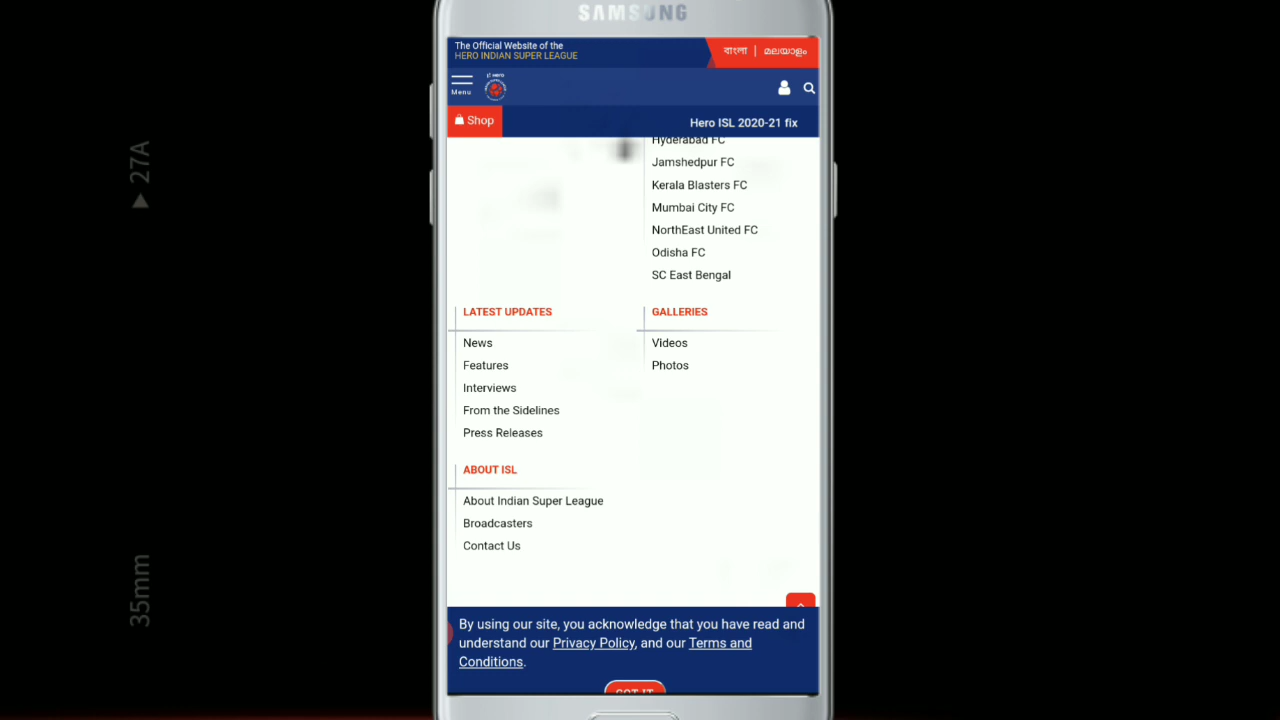 SAMSUNG
The Official Website of the
HERO INDIAN SUPER LEAGUE
বাংলা | മലയാളം
Menu
Shop
Hero ISL 2020-21 fix
Hyderabad FC
Jamshedpur FC
Kerala Blasters FC
Mumbai City FC
NorthEast United FC
Odisha FC
SC East Bengal
LATEST UPDATES
News
Features
Interviews
From the Sidelines
Press Releases
GALLERIES
Videos
Photos
ABOUT ISL
About Indian Super League
Broadcasters
Contact Us
By using our site, you acknowledge that you have read and
understand our Privacy Policy, and our Terms and
Conditions.
GOT IT
▶ 27A
35mm